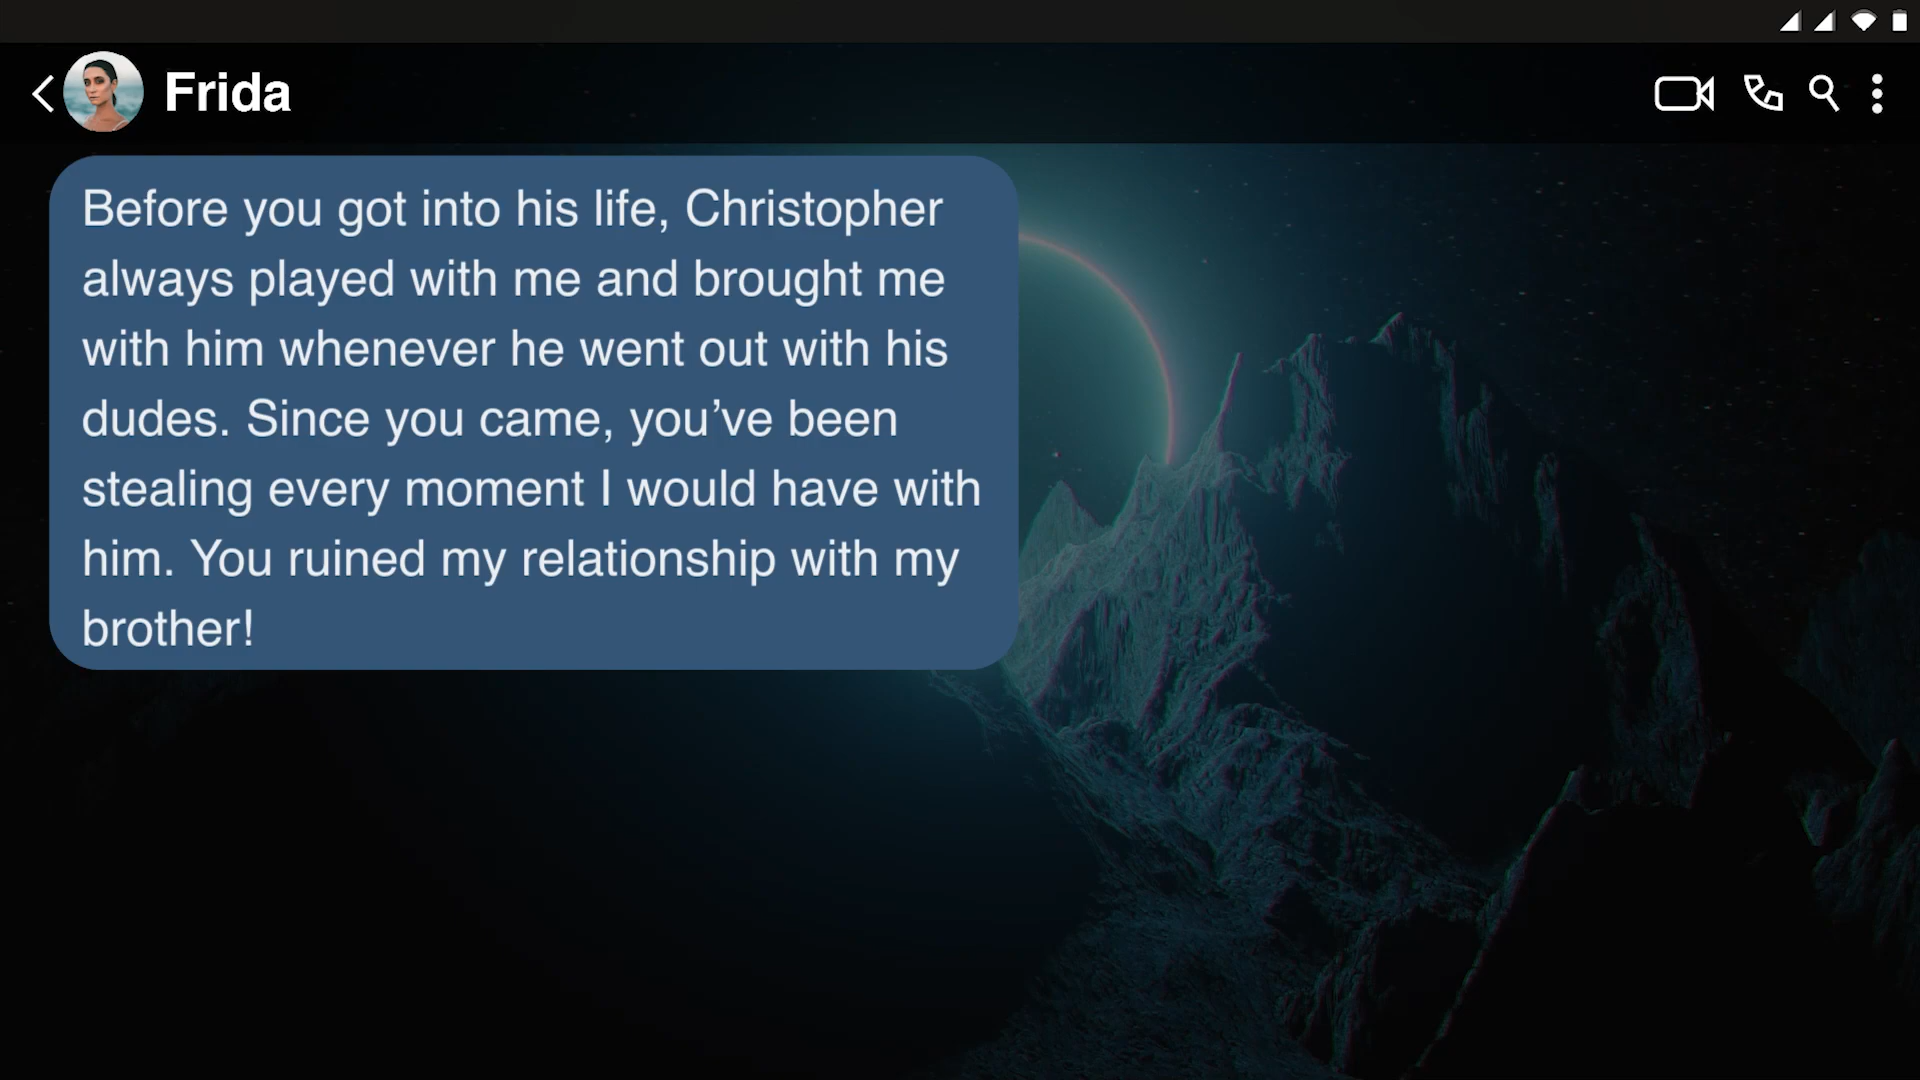 Frida
Before you got into his life, Christopher
always played with me and brought me
with him whenever he went out with his
dudes. Since you came, you’ve been
stealing every moment I would have with
him. You ruined my relationship with my
brother!